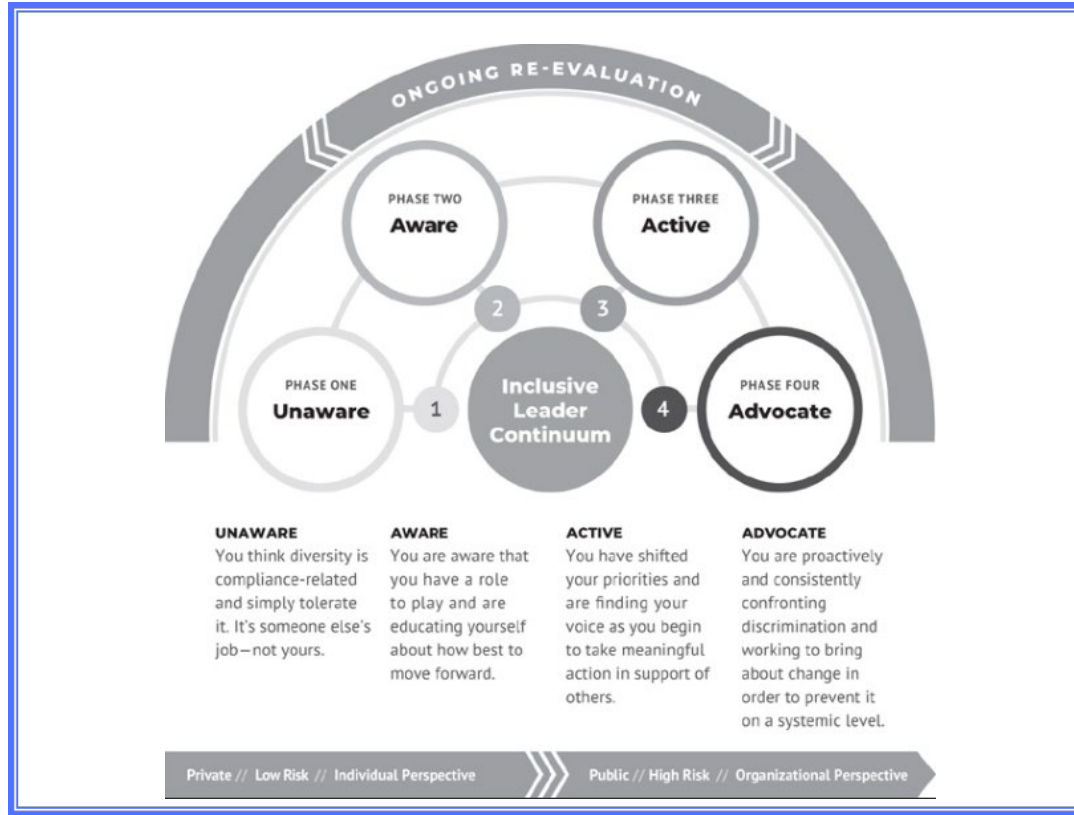 ONGOING RE-EVALUATION
PHASE TWO
Aware
PHASE THREE
Active
2
3
PHASE ONE
Unaware
1
Inclusive
Leader
Continuum
4
PHASE FOUR
Advocate
UNAWARE
You think diversity is
compliance-related
and simply tolerate
it. It's someone else's
job—not yours.
AWARE
You are aware that
you have a role
to play and are
educating yourself
about how best to
move forward.
ACTIVE
You have shifted
your priorities and
are finding your
voice as you begin
to take meaningful
action in support of
others.
ADVOCATE
You are proactively
and consistently
confronting
discrimination and
working to bring
about change in
order to prevent it
on a systemic level.
Private // Low Risk // Individual Perspective
Public // High Risk // Organizational Perspective